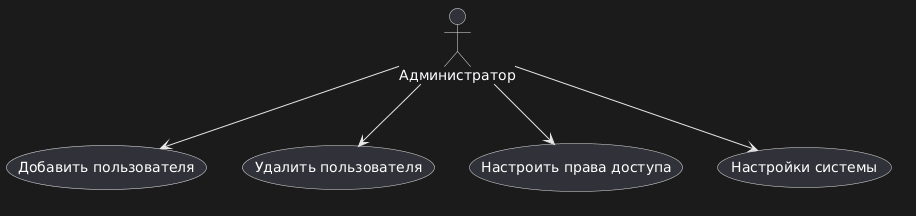 Администратор
Добавить пользователя
Удалить пользователя
Настроить права доступа
Настройки системы